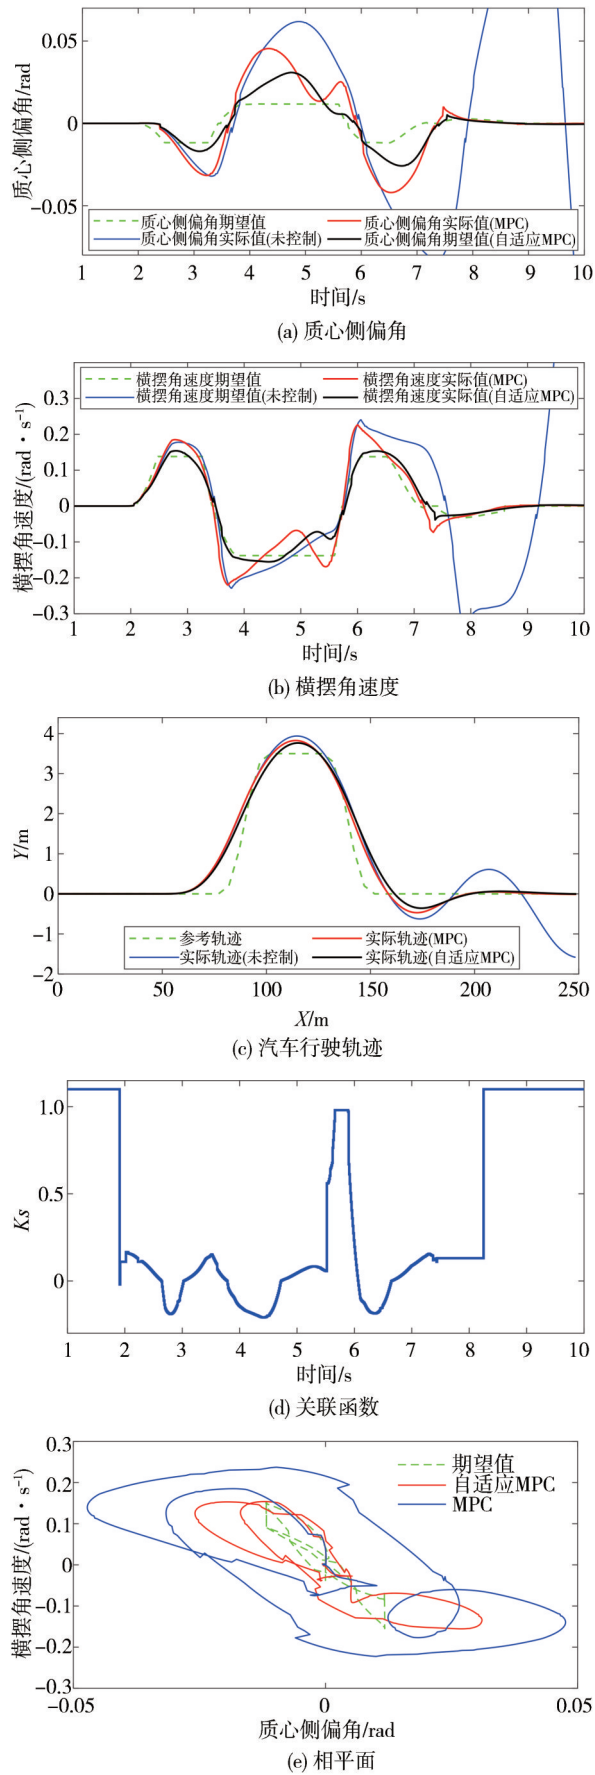 0.05
0
-0.05
质心侧偏角/rad
质心侧偏角期望值
质心侧偏角实际值(MPC)
质心侧偏角实际值(未控制)
质心侧偏角期望值(自适应MPC)
1 2 3 4 5 6 7 8 9 10
时间/s
(a) 质心侧偏角
横摆角速度期望值
横摆角速度实际值(MPC)
横摆角速度期望值(未控制)
横摆角速度实际值(自适应MPC)
0.3
0.2
0.1
0
-0.1
-0.2
-0.3
横摆角速度/(rad·s⁻¹)
1 2 3 4 5 6 7 8 9 10
时间/s
(b) 横摆角速度
4
3
2
1
0
-1
-2
Y/m
参考轨迹
实际轨迹(MPC)
实际轨迹(未控制)
实际轨迹(自适应MPC)
0 50 100 150 200 250
X/m
(c) 汽车行驶轨迹
1.0
0.5
0
Ks
1 2 3 4 5 6 7 8 9 10
时间/s
(d) 关联函数
0.3
0.2
0.1
0
-0.1
-0.2
-0.3
横摆角速度/(rad·s⁻¹)
期望值
自适应MPC
MPC
-0.05 0 0.05
质心侧偏角/rad
(e) 相平面